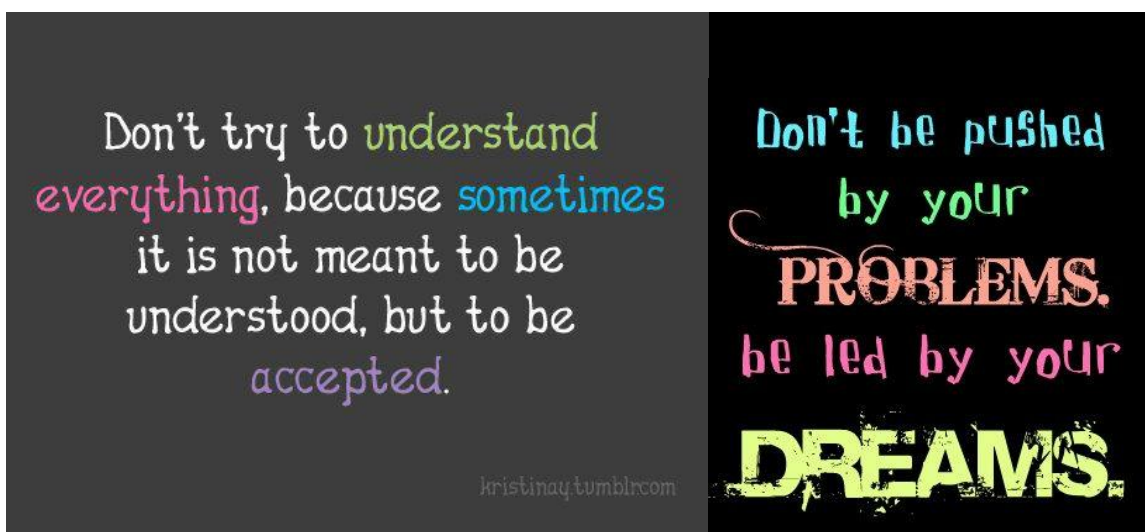 Don't try to understand
everything, because sometimes
it is not meant to be
understood, but to be
accepted.
kristinay.tumblr.com
Don't be pushed
by your
PROBLEMS.
be led by your
DREAMS.